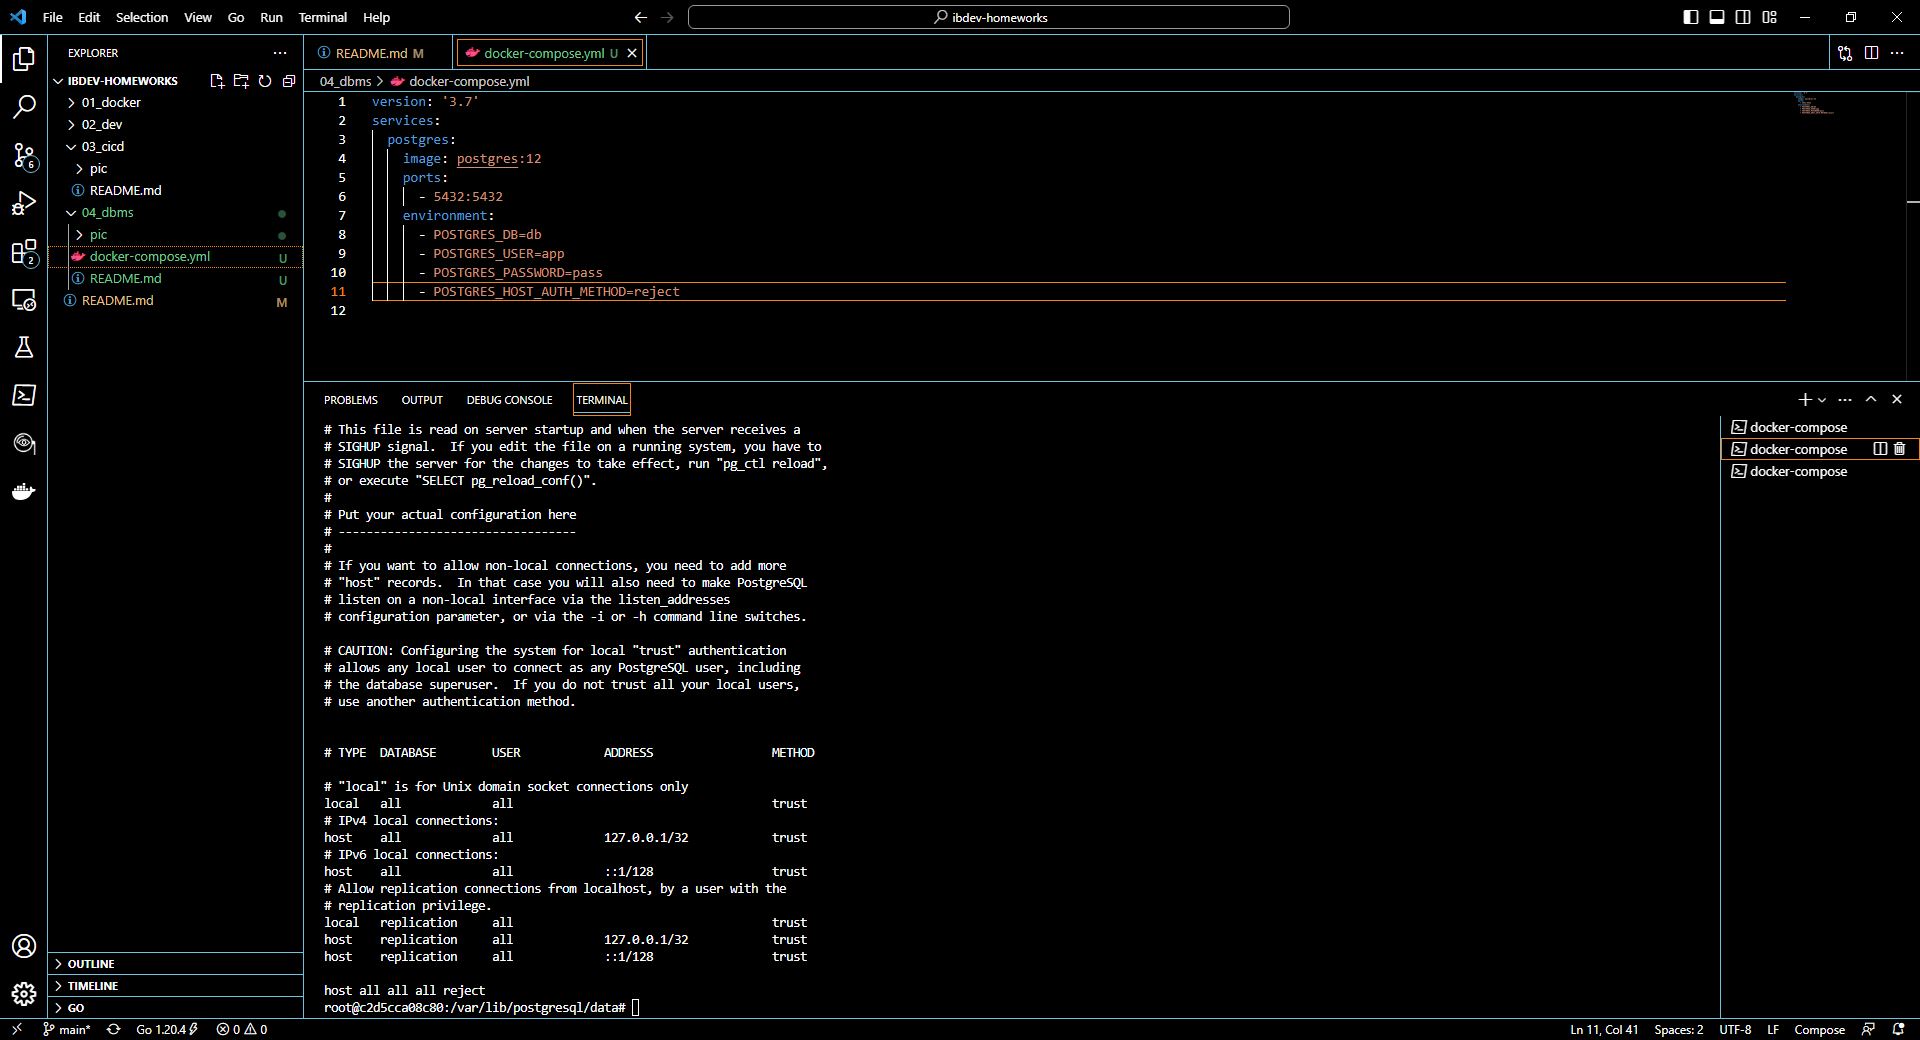 File Edit Selection View Go Run Terminal Help
ibdev-homeworks
EXPLORER
IBDEV-HOMEWORKS
01_docker
02_dev
03_cicd
pic
README.md
04_dbms
pic
docker-compose.yml U
README.md U
README.md M
OUTLINE
TIMELINE
GO
6
2
README.md M
docker-compose.yml U
04_dbms > docker-compose.yml
1 version: '3.7'
2 services:
3 postgres:
4 image: postgres:12
5 ports:
6 - 5432:5432
7 environment:
8 - POSTGRES_DB=db
9 - POSTGRES_USER=app
10 - POSTGRES_PASSWORD=pass
11 - POSTGRES_HOST_AUTH_METHOD=reject
12
PROBLEMS OUTPUT DEBUG CONSOLE TERMINAL
# This file is read on server startup and when the server receives a
# SIGHUP signal.  If you edit the file on a running system, you have to
# SIGHUP the server for the changes to take effect, run "pg_ctl reload",
# or execute "SELECT pg_reload_conf()".
#
# Put your actual configuration here
# ----------------------------------
#
# If you want to allow non-local connections, you need to add more
# "host" records.  In that case you will also need to make PostgreSQL
# listen on a non-local interface via the listen_addresses
# configuration parameter, or via the -i or -h command line switches.
# CAUTION: Configuring the system for local "trust" authentication
# allows any local user to connect as any PostgreSQL user, including
# the database superuser.  If you do not trust all your local users,
# use another authentication method.
# TYPE  DATABASE        USER            ADDRESS                 METHOD
# "local" is for Unix domain socket connections only
local   all             all                                     trust
# IPv4 local connections:
host    all             all             127.0.0.1/32            trust
# IPv6 local connections:
host    all             all             ::1/128                 trust
# Allow replication connections from localhost, by a user with the
# replication privilege.
local   replication     all                                     trust
host    replication     all             127.0.0.1/32            trust
host    replication     all             ::1/128                 trust
host all all all reject
root@c2d5cca08c80:/var/lib/postgresql/data#
docker-compose
docker-compose
docker-compose
main* Go 1.20.4 0 0
Ln 11, Col 41 Spaces: 2 UTF-8 LF Compose